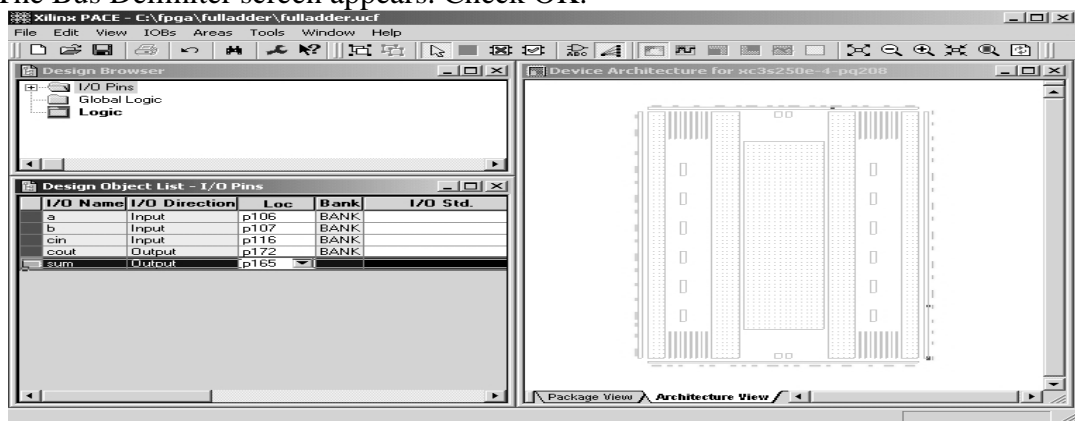 The Bus Delimiter screen appears. Check OK.
Xilinx PACE - C:\fpga\fulladder\fulladder.ucf
File Edit View IOBs Areas Tools Window Help
Design Browser
I/O Pins
Global Logic
Logic
Design Object List - I/O Pins
I/O Name I/O Direction Loc Bank I/O Std.
a Input p106 BANK
b Input p107 BANK
cin Input p116 BANK
cout Output p172 BANK
sum Output p165
Device Architecture for xc3s250e-4-pq208
Package View Architecture View